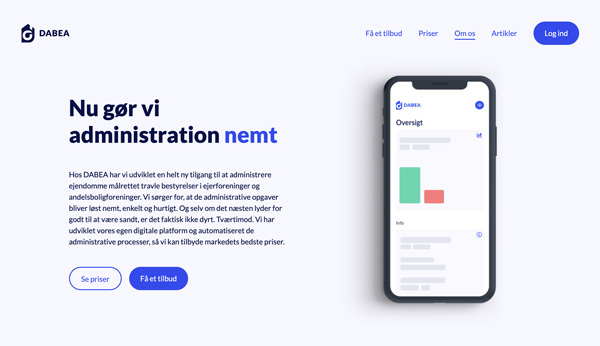 DABEA
Få et tilbud
Priser
Om os
Artikler
Log ind
Nu gør vi
administration nemt
Hos DABEA har vi udviklet en helt ny tilgang til at administrere
ejendomme målrettet travle bestyrelser i ejerforeninger og
andelsboligforeninger. Vi sørger for, at de administrative opgaver
bliver løst nemt, enkelt og hurtigt. Og selv om det næsten lyder for
godt til at være sandt, er det faktisk ikke dyrt. Tværtimod. Vi har
udviklet vores egen digitale platform og automatiseret de
administrative processer, så vi kan tilbyde markedets bedste priser.
Se priser
Få et tilbud
DABEA
Oversigt
Info